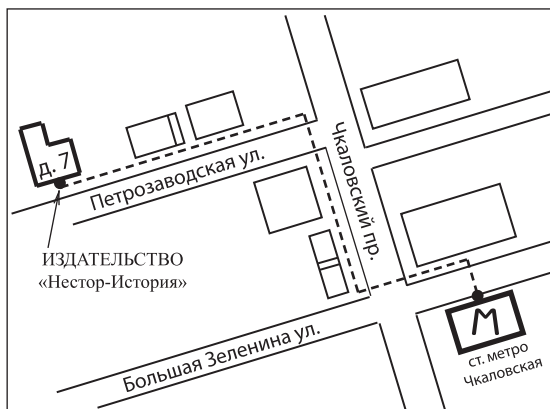 д. 7
Петрозаводская ул.
Чкаловский пр.
ИЗДАТЕЛЬСТВО
«Нестор-История»
Большая Зеленина ул.
М
ст. метро
Чкаловская